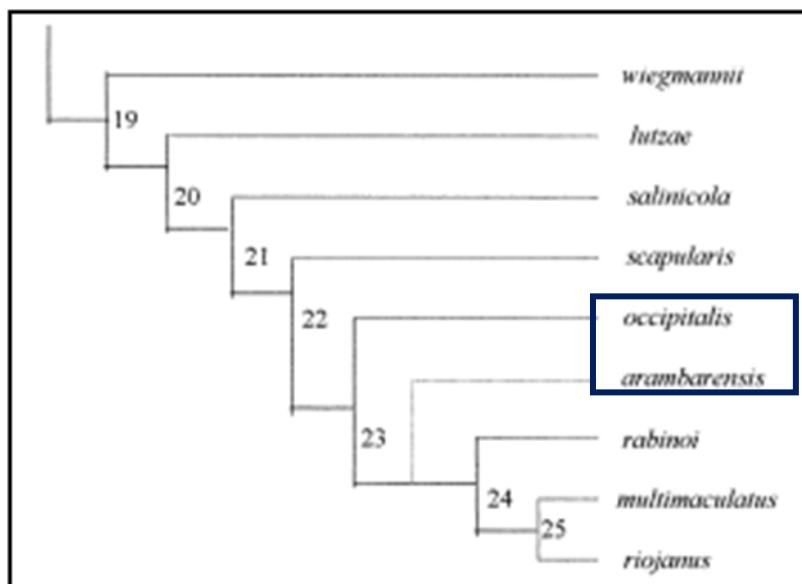 wiegmannii
19
lutzae
20
salinicola
21
scapularis
22
occipitalis
arambarensis
23
rabinoi
24
multimaculatus
25
riojanus